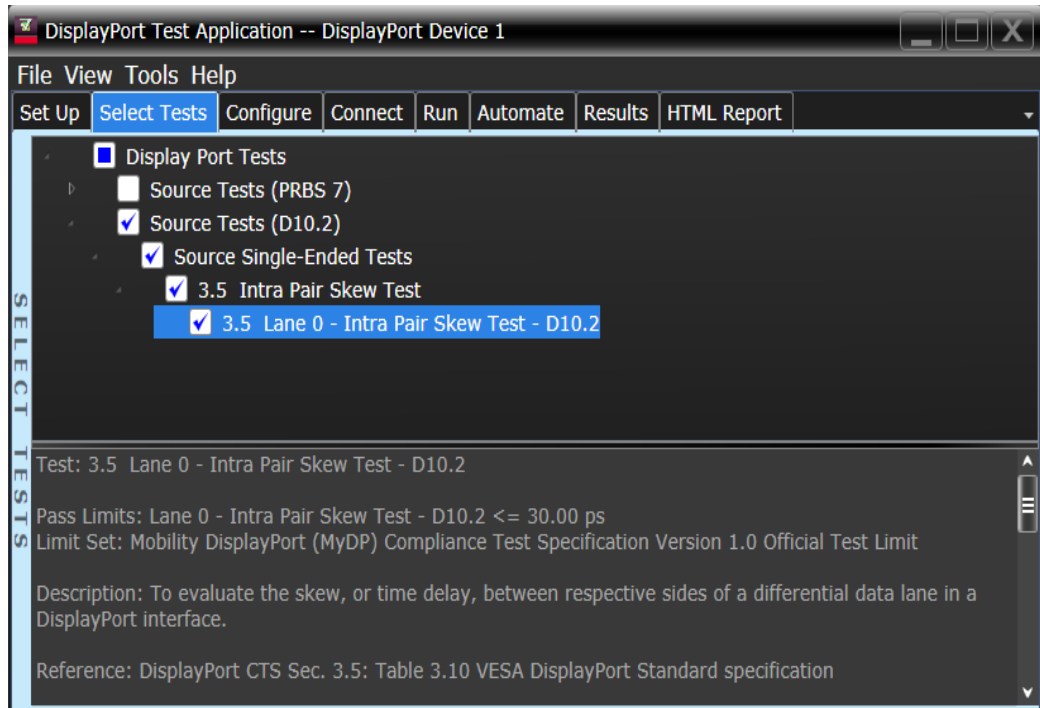 DisplayPort Test Application -- DisplayPort Device 1
File View Tools Help
Set Up Select Tests Configure Connect Run Automate Results HTML Report
Display Port Tests
Source Tests (PRBS 7)
Source Tests (D10.2)
Source Single-Ended Tests
3.5 Intra Pair Skew Test
3.5 Lane 0 - Intra Pair Skew Test - D10.2
SELECT TESTS
Test: 3.5 Lane 0 - Intra Pair Skew Test - D10.2
Pass Limits: Lane 0 - Intra Pair Skew Test - D10.2 <= 30.00 ps
Limit Set: Mobility DisplayPort (MyDP) Compliance Test Specification Version 1.0 Official Test Limit
Description: To evaluate the skew, or time delay, between respective sides of a differential data lane in a
DisplayPort interface.
Reference: DisplayPort CTS Sec. 3.5: Table 3.10 VESA DisplayPort Standard specification